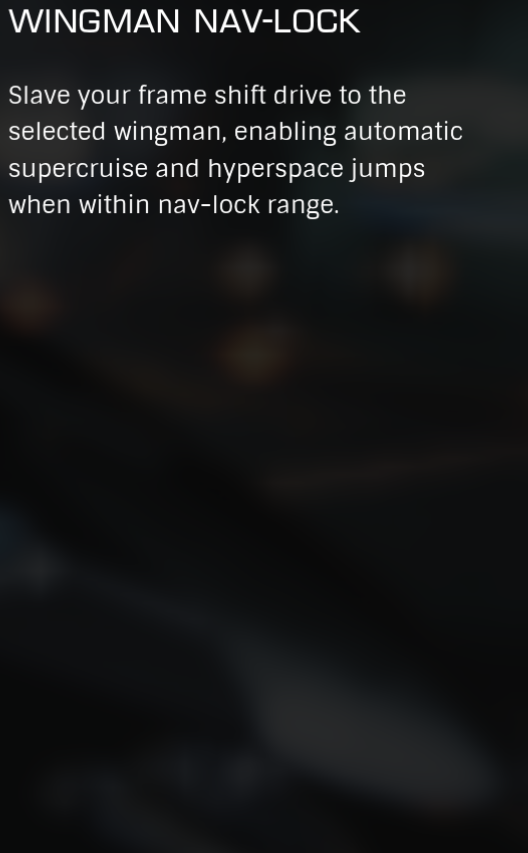 WINGMAN NAV-LOCK
Slave your frame shift drive to the
selected wingman, enabling automatic
supercruise and hyperspace jumps
when within nav-lock range.